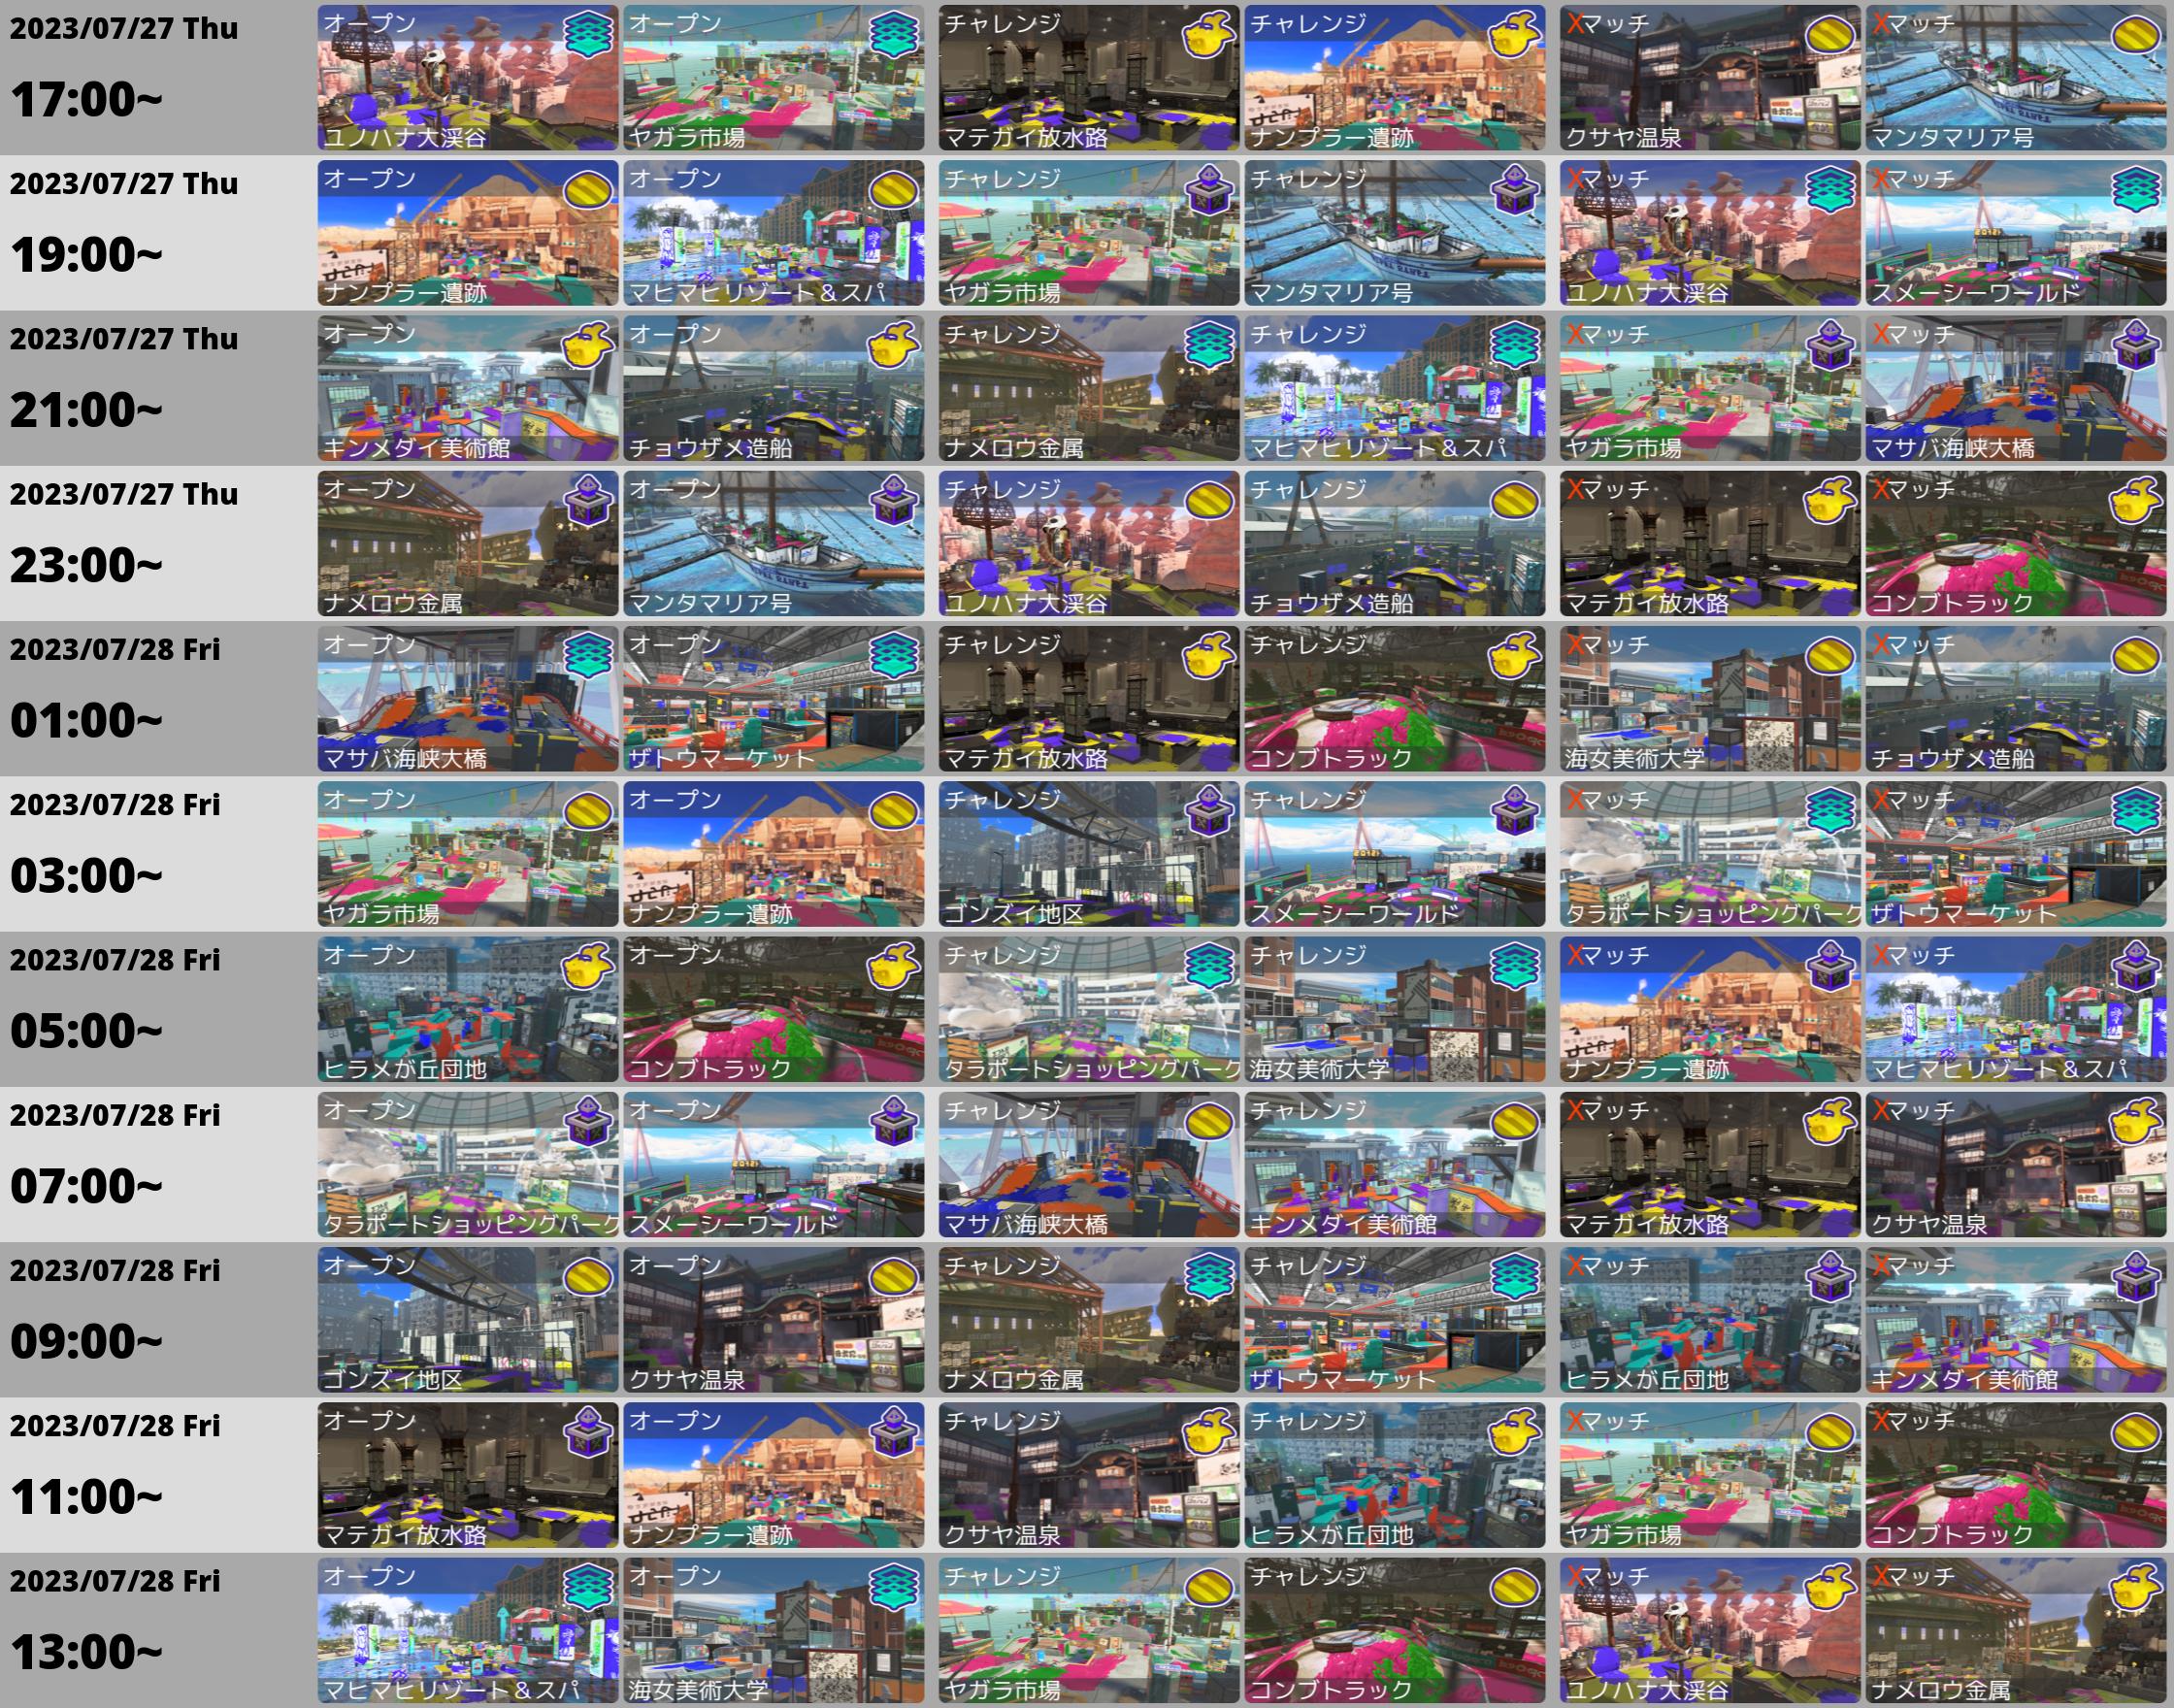 2023/07/27 Thu
17:00~
オープン オープン チャレンジ チャレンジ Xマッチ Xマッチ
ユノハナ大渓谷 ヤガラ市場 マテガイ放水路 ナンプラー遺跡 クサヤ温泉 マンタマリア号
2023/07/27 Thu
19:00~
オープン オープン チャレンジ チャレンジ Xマッチ Xマッチ
ナンプラー遺跡 マヒマヒリゾート＆スパ ヤガラ市場 マンタマリア号 ユノハナ大渓谷 スメーシーワールド
2023/07/27 Thu
21:00~
オープン オープン チャレンジ チャレンジ Xマッチ Xマッチ
キンメダイ美術館 チョウザメ造船 ナメロウ金属 マヒマヒリゾート＆スパ ヤガラ市場 マサバ海峡大橋
2023/07/27 Thu
23:00~
オープン オープン チャレンジ チャレンジ Xマッチ Xマッチ
ナメロウ金属 マンタマリア号 ユノハナ大渓谷 チョウザメ造船 マテガイ放水路 コンブトラック
2023/07/28 Fri
01:00~
オープン オープン チャレンジ チャレンジ Xマッチ Xマッチ
マサバ海峡大橋 ザトウマーケット マテガイ放水路 コンブトラック 海女美術大学 チョウザメ造船
2023/07/28 Fri
03:00~
オープン オープン チャレンジ チャレンジ Xマッチ Xマッチ
ヤガラ市場 ナンプラー遺跡 ゴンズイ地区 スメーシーワールド タラポートショッピングパーク ザトウマーケット
2023/07/28 Fri
05:00~
オープン オープン チャレンジ チャレンジ Xマッチ Xマッチ
ヒラメが丘団地 コンブトラック タラポートショッピングパーク 海女美術大学 ナンプラー遺跡 マヒマヒリゾート＆スパ
2023/07/28 Fri
07:00~
オープン オープン チャレンジ チャレンジ Xマッチ Xマッチ
タラポートショッピングパーク スメーシーワールド マサバ海峡大橋 キンメダイ美術館 マテガイ放水路 クサヤ温泉
2023/07/28 Fri
09:00~
オープン オープン チャレンジ チャレンジ Xマッチ Xマッチ
ゴンズイ地区 クサヤ温泉 ナメロウ金属 ザトウマーケット ヒラメが丘団地 キンメダイ美術館
2023/07/28 Fri
11:00~
オープン オープン チャレンジ チャレンジ Xマッチ Xマッチ
マテガイ放水路 ナンプラー遺跡 クサヤ温泉 ヒラメが丘団地 ヤガラ市場 コンブトラック
2023/07/28 Fri
13:00~
オープン オープン チャレンジ チャレンジ Xマッチ Xマッチ
マヒマヒリゾート＆スパ 海女美術大学 ヤガラ市場 コンブトラック ユノハナ大渓谷 ナメロウ金属